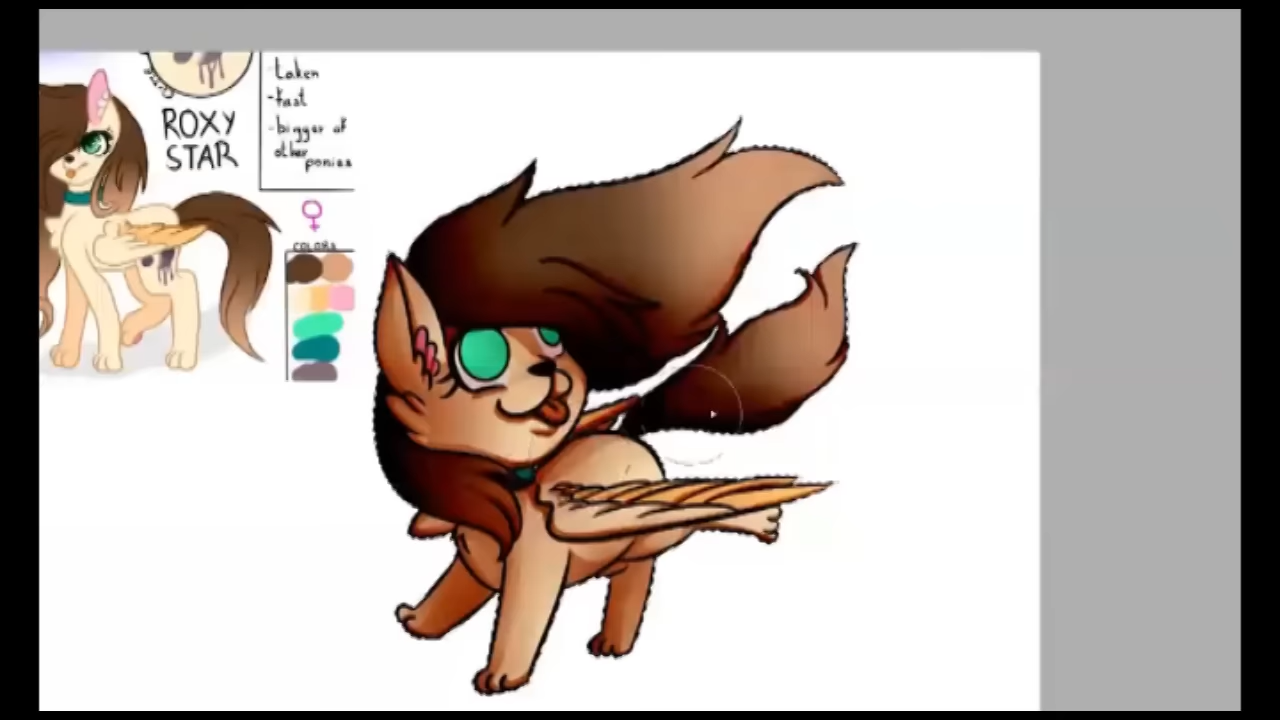 ROXY
STAR
-taken
-fast
-bigger of
other
ponies
COLORS